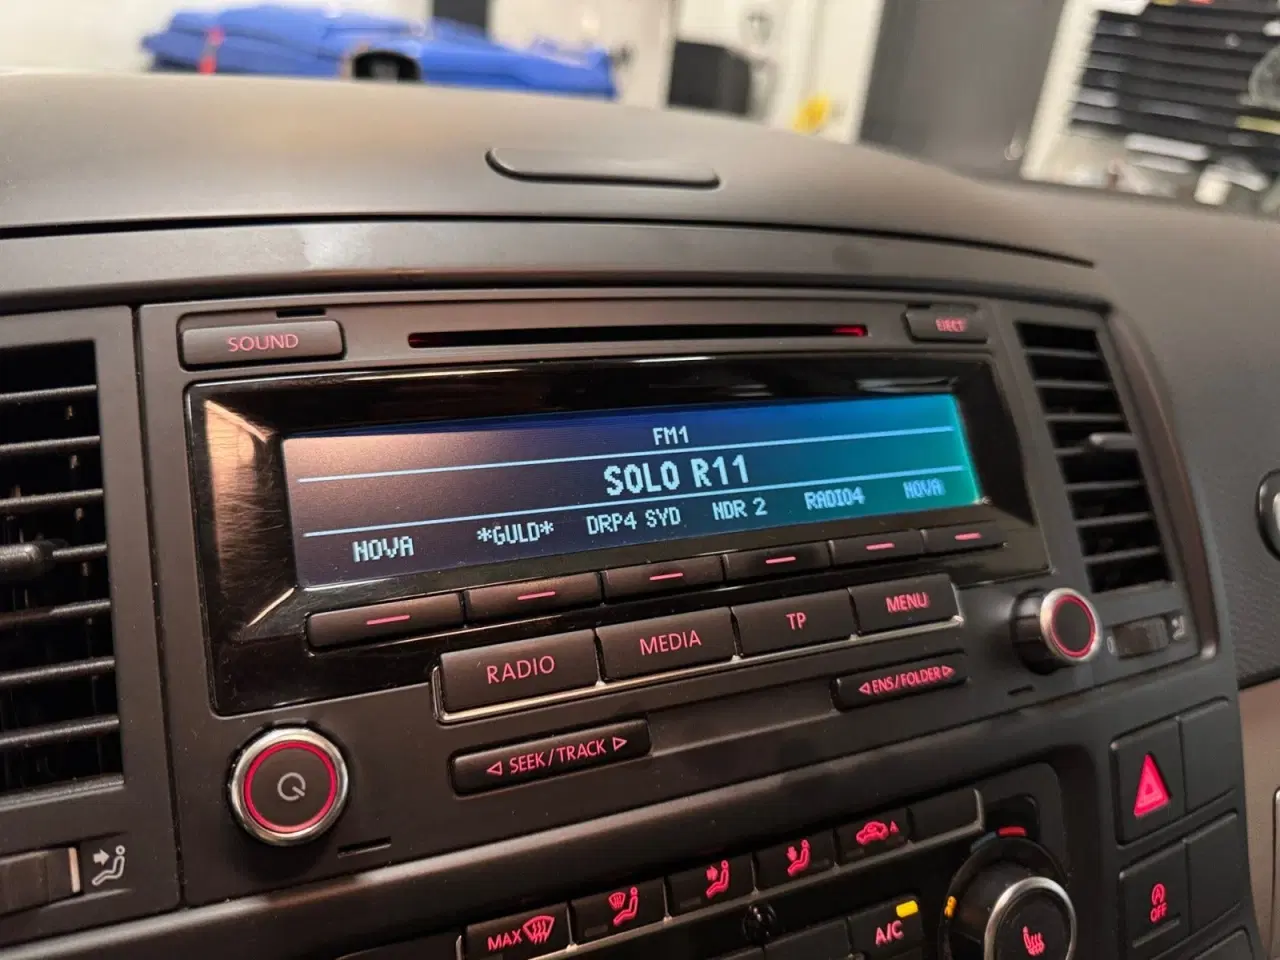 SOUND
EJECT
FM1
SOLO R11
NOVA *GULD* DRP4 SYD NDR 2 RADIO4 NOVA
RADIO MEDIA TP MENU
SEEK/TRACK
ENS/FOLDER
MAX
A/C
OFF